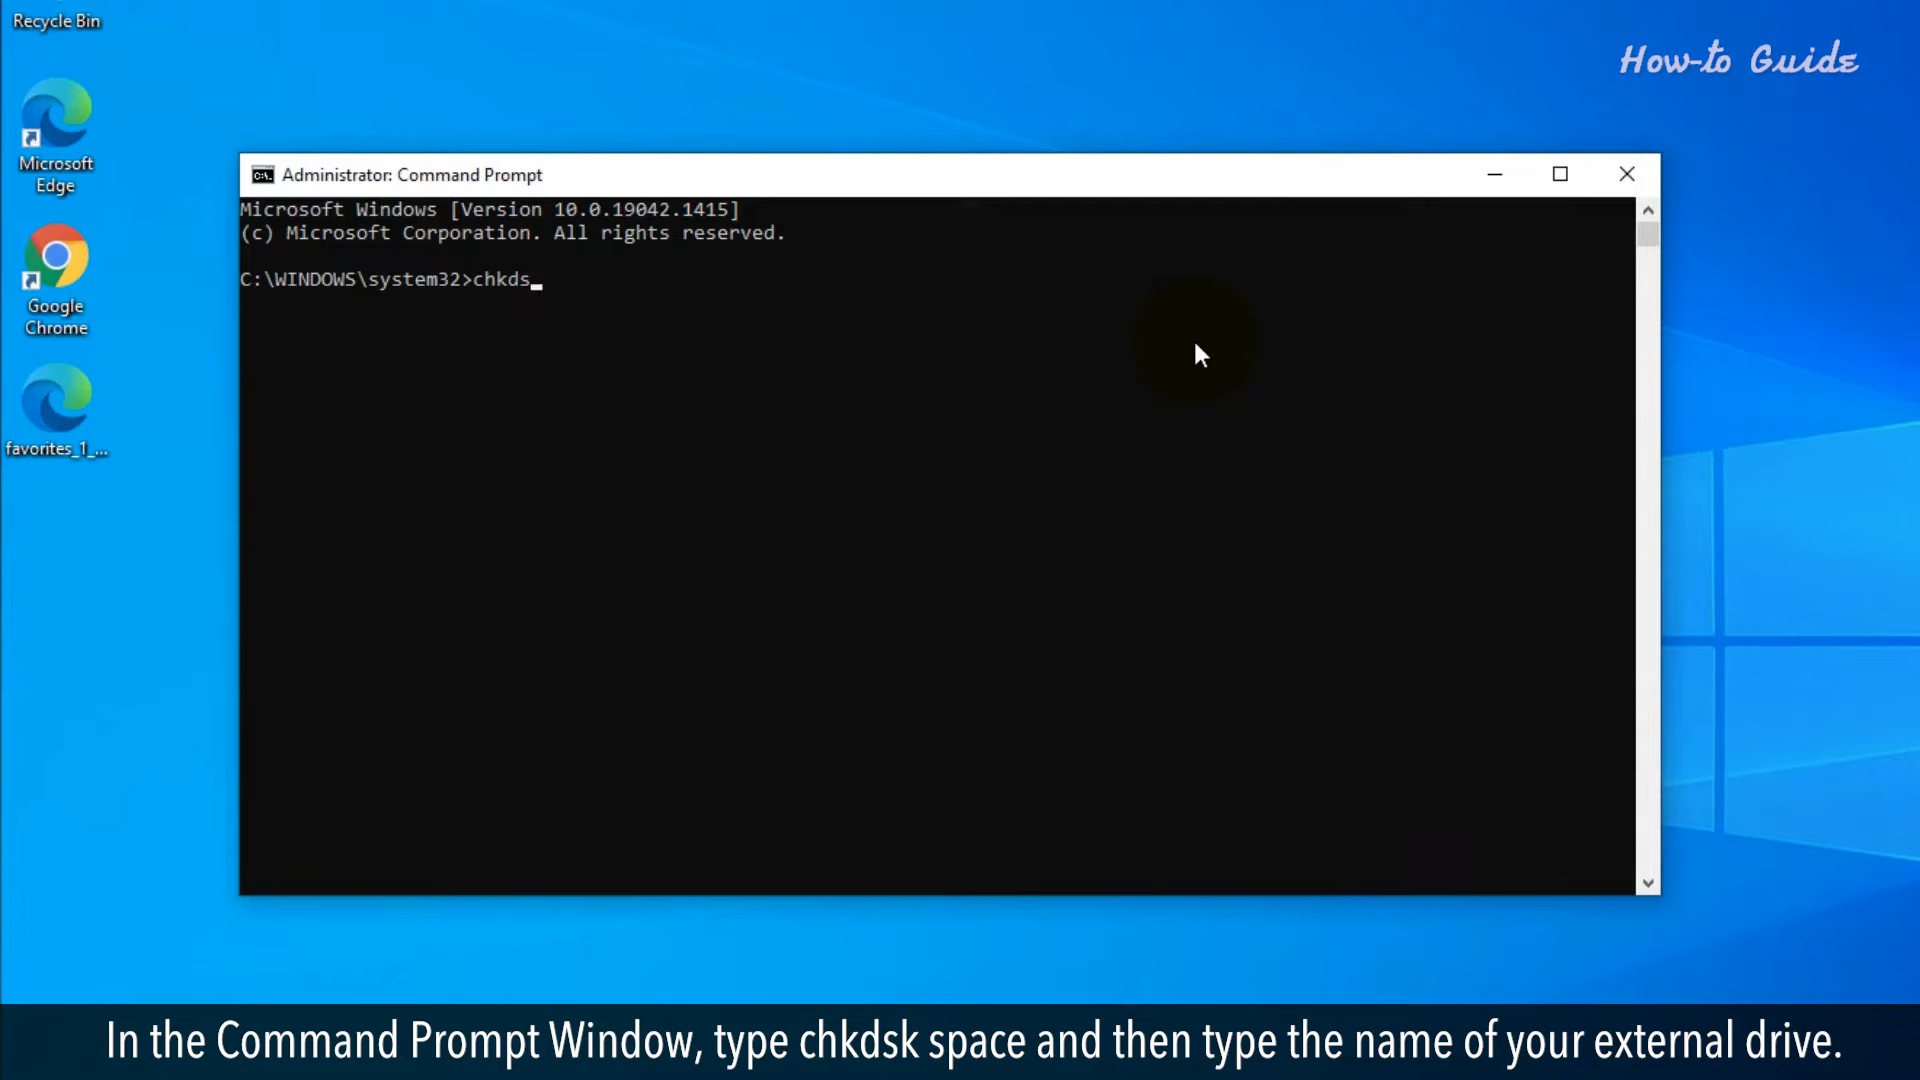 Recycle Bin
How-to Guide
Microsoft
Edge
Administrator: Command Prompt
Microsoft Windows [Version 10.0.19042.1415]
(c) Microsoft Corporation. All rights reserved.
C:\WINDOWS\system32>chkds
Google
Chrome
favorites_1_...
In the Command Prompt Window, type chkdsk space and then type the name of your external drive.